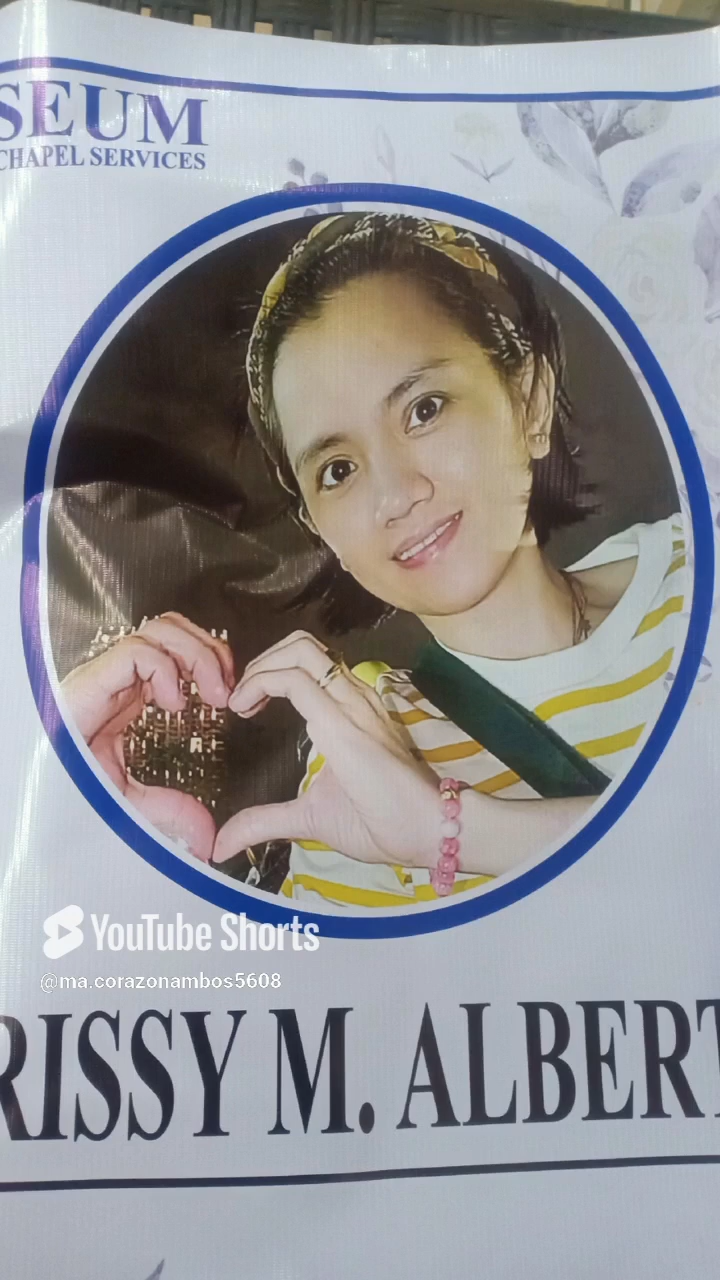 SEUM
CHAPEL SERVICES
YouTube Shorts
@ma.corazonambos5608
RISSY M. ALBERT